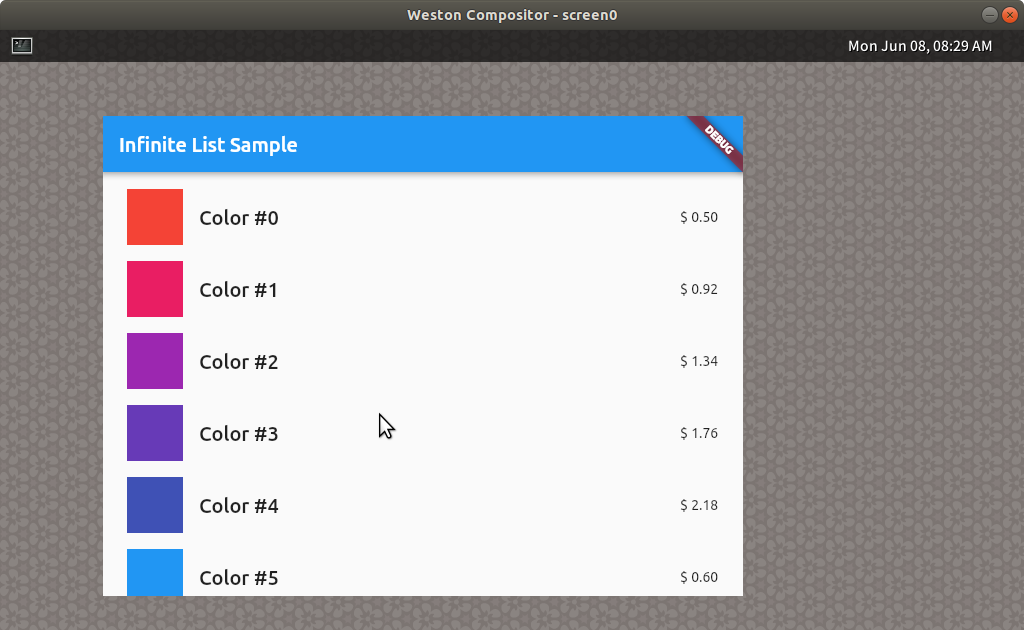 Weston Compositor - screen0
Mon Jun 08, 08:29 AM
Infinite List Sample
DEBUG
Color #0 $ 0.50
Color #1 $ 0.92
Color #2 $ 1.34
Color #3 $ 1.76
Color #4 $ 2.18
Color #5 $ 0.60